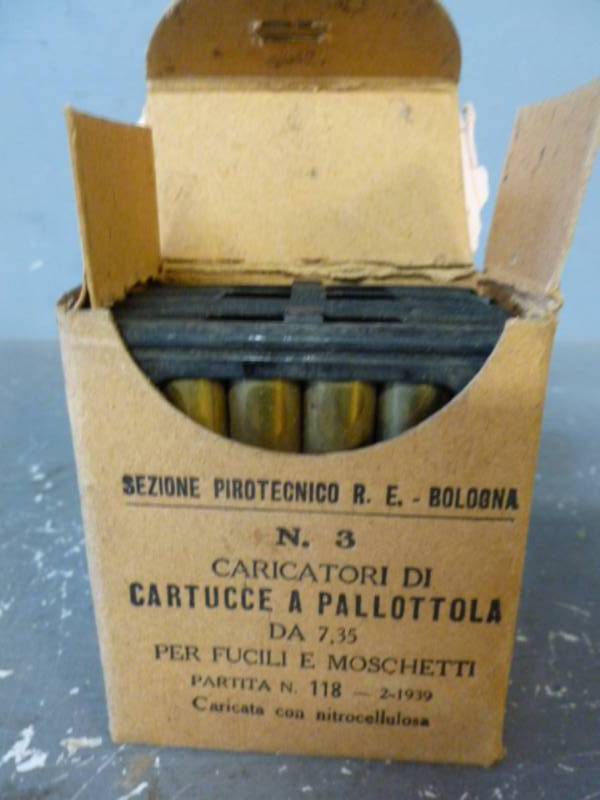 SEZIONE PIROTECNICO R. E. - BOLOGNA
N. 3
CARICATORI DI
CARTUCCE A PALLOTTOLA
DA 7,35
PER FUCILI E MOSCHETTI
PARTITA N. 118 — 2-1939
Caricata con nitrocellulosa